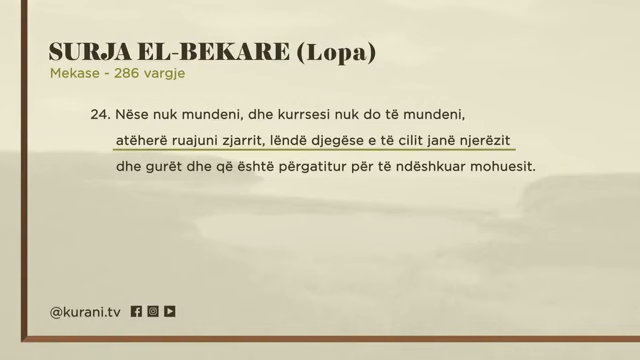 SURJA EL-BEKARE (Lopa)
Mekase - 286 vargje
24. Nëse nuk mundeni, dhe kurrsesi nuk do të mundeni,
atëherë ruajuni zjarrit, lëndë djegëse e të cilit janë njerëzit
dhe gurët dhe që është përgatitur për të ndëshkuar mohuesit.
@kurani.tv